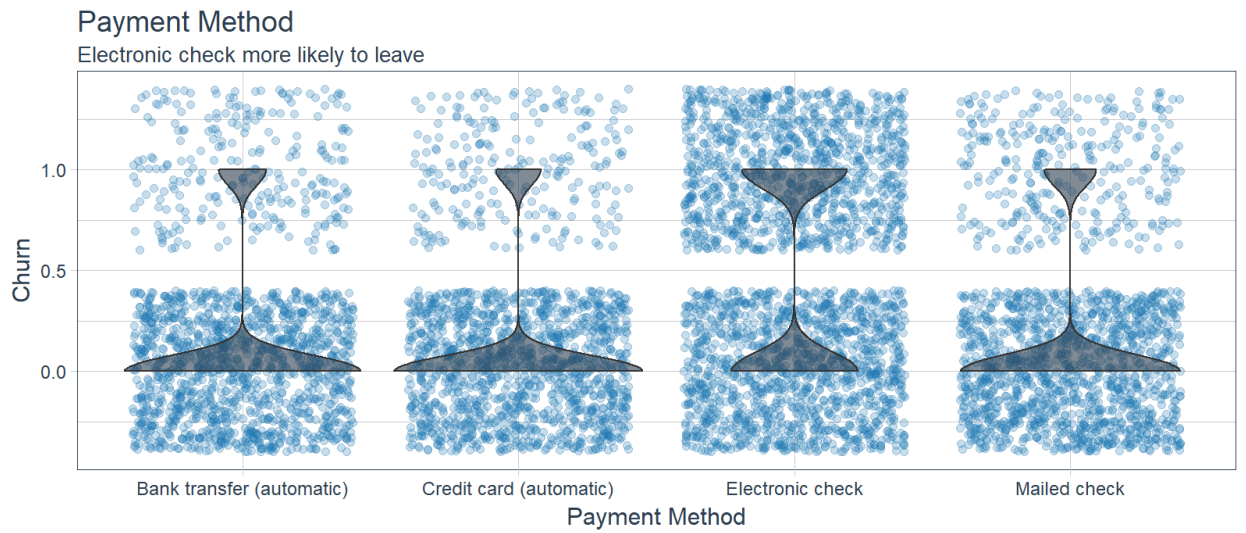 Payment Method
Electronic check more likely to leave
Churn
1.0
0.5
0.0
Bank transfer (automatic) Credit card (automatic) Electronic check Mailed check
Payment Method